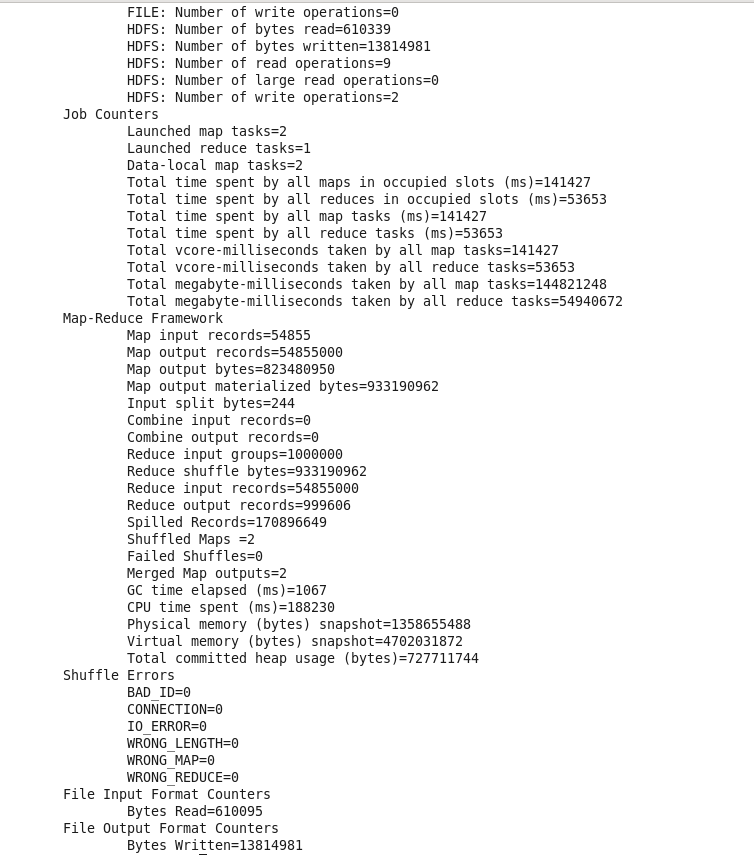 FILE: Number of write operations=0
HDFS: Number of bytes read=610339
HDFS: Number of bytes written=13814981
HDFS: Number of read operations=9
HDFS: Number of large read operations=0
HDFS: Number of write operations=2
Job Counters
Launched map tasks=2
Launched reduce tasks=1
Data-local map tasks=2
Total time spent by all maps in occupied slots (ms)=141427
Total time spent by all reduces in occupied slots (ms)=53653
Total time spent by all map tasks (ms)=141427
Total time spent by all reduce tasks (ms)=53653
Total vcore-milliseconds taken by all map tasks=141427
Total vcore-milliseconds taken by all reduce tasks=53653
Total megabyte-milliseconds taken by all map tasks=144821248
Total megabyte-milliseconds taken by all reduce tasks=54940672
Map-Reduce Framework
Map input records=54855
Map output records=54855000
Map output bytes=823480950
Map output materialized bytes=933190962
Input split bytes=244
Combine input records=0
Combine output records=0
Reduce input groups=1000000
Reduce shuffle bytes=933190962
Reduce input records=54855000
Reduce output records=999606
Spilled Records=170896649
Shuffled Maps =2
Failed Shuffles=0
Merged Map outputs=2
GC time elapsed (ms)=1067
CPU time spent (ms)=188230
Physical memory (bytes) snapshot=1358655488
Virtual memory (bytes) snapshot=4702031872
Total committed heap usage (bytes)=727711744
Shuffle Errors
BAD_ID=0
CONNECTION=0
IO_ERROR=0
WRONG_LENGTH=0
WRONG_MAP=0
WRONG_REDUCE=0
File Input Format Counters
Bytes Read=610095
File Output Format Counters
Bytes Written=13814981